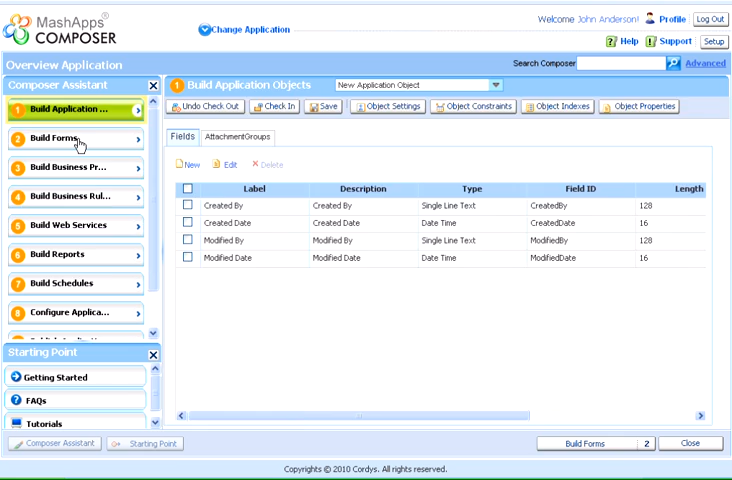 MashApps®
COMPOSER
Change Application
Welcome John Anderson! Profile Log Out
Help Support Setup
Overview Application
Search Composer Advanced
Composer Assistant X
1 Build Application ...
2 Build Forms
3 Build Business Pr...
4 Build Business Rul...
5 Build Web Services
6 Build Reports
7 Build Schedules
8 Configure Applica...
1 Build Application Objects New Application Object
Undo Check Out Check In Save Object Settings Object Constraints Object Indexes Object Properties
Fields AttachmentGroups
New Edit Delete
Label Description Type Field ID Length
Created By Created By Single Line Text CreatedBy 128
Created Date Created Date Date Time CreatedDate 16
Modified By Modified By Single Line Text ModifiedBy 128
Modified Date Modified Date Date Time ModifiedDate 16
Starting Point X
Getting Started
FAQs
Tutorials
Composer Assistant Starting Point Build Forms 2 Close
Copyrights © 2010 Cordys. All rights reserved.